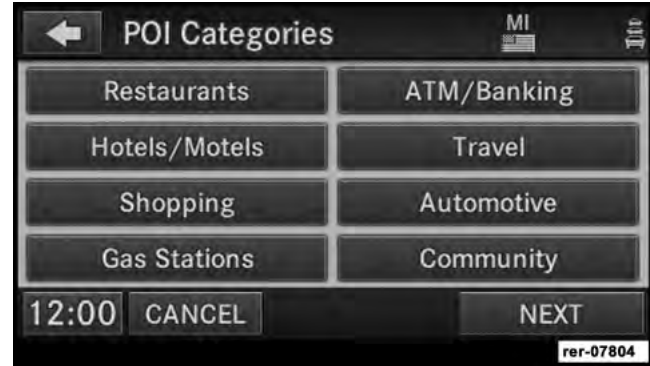 POI Categories MI
Restaurants ATM/Banking
Hotels/Motels Travel
Shopping Automotive
Gas Stations Community
12:00 CANCEL NEXT
rer-07804